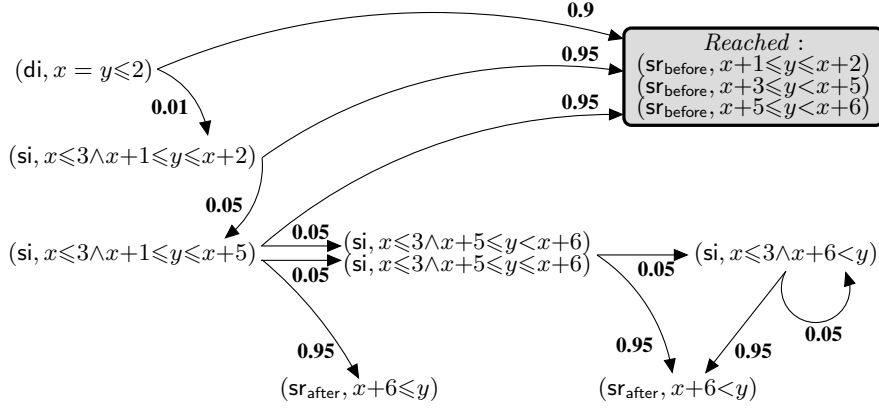 0.9
Reached :
(sr_before, x+1⩽y⩽x+2)
(sr_before, x+3⩽y<x+5)
(sr_before, x+5⩽y<x+6)
0.95
(di, x = y⩽2)
0.01
0.95
(si, x⩽3∧x+1⩽y⩽x+2)
0.05
(si, x⩽3∧x+1⩽y⩽x+5)
0.05
(si, x⩽3∧x+5⩽y<x+6)
(si, x⩽3∧x+6<y)
0.05
(si, x⩽3∧x+5⩽y⩽x+6)
0.05
0.05
0.95
0.95
0.95
(sr_after, x+6⩽y)
(sr_after, x+6<y)